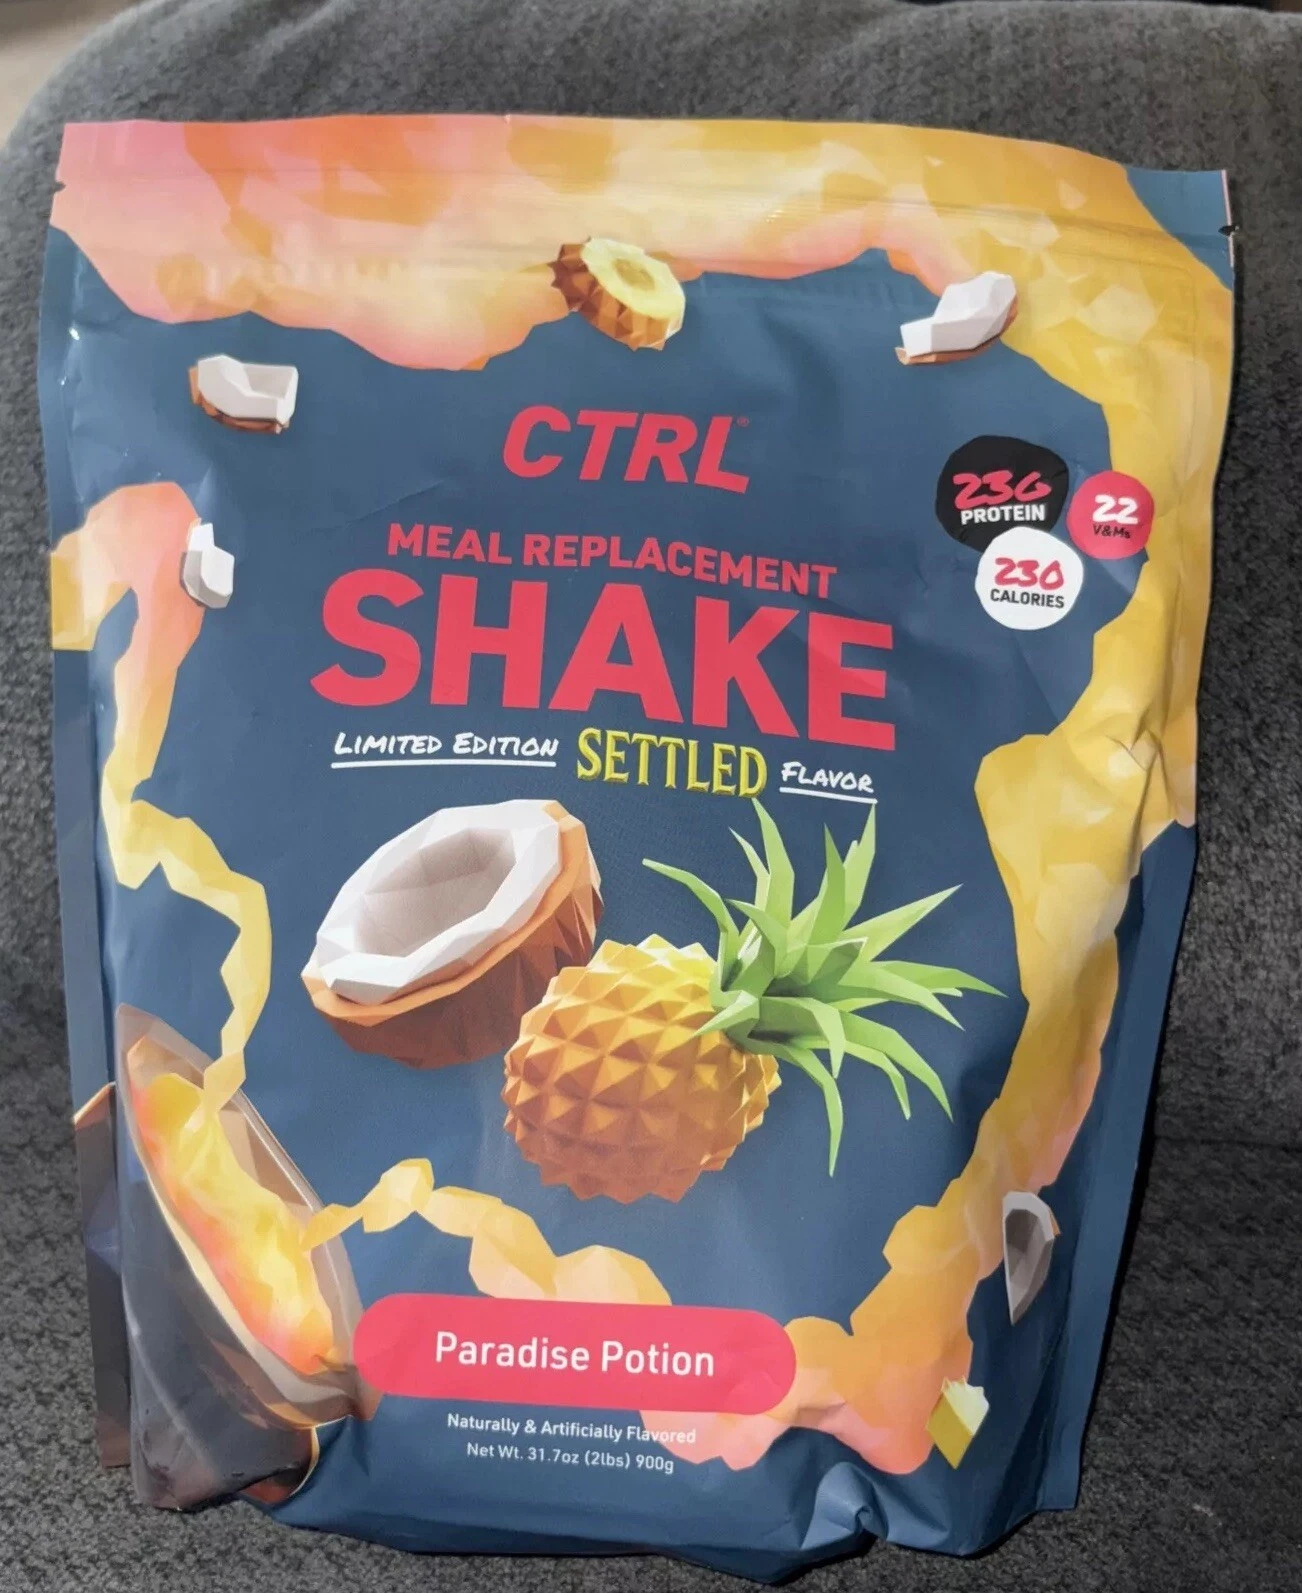 CTRL®
MEAL REPLACEMENT
SHAKE
LIMITED EDITION SETTLED FLAVOR
23G
PROTEIN
22
V&Ms
230
CALORIES
Paradise Potion
Naturally & Artificially Flavored
Net Wt. 31.7oz (2lbs) 900g